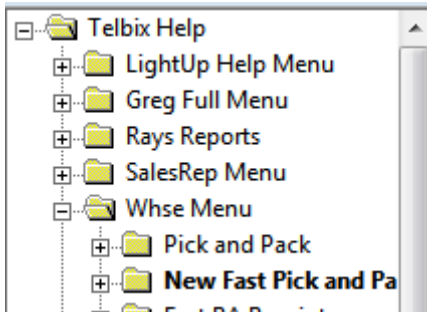 Telbix Help
LightUp Help Menu
Greg Full Menu
Rays Reports
SalesRep Menu
Whse Menu
Pick and Pack
New Fast Pick and Pa